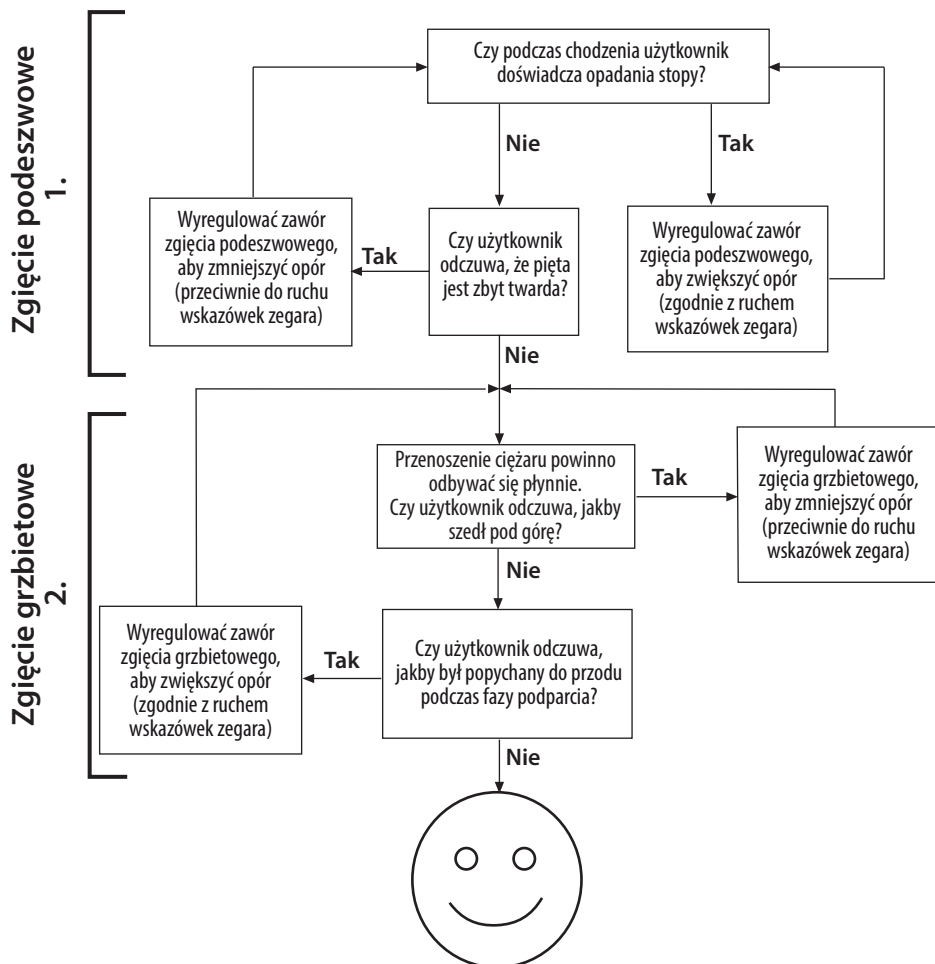 Zgięcie podeszwowe
1.
Czy podczas chodzenia użytkownik
doświadcza opadania stopy?
Nie
Tak
Wyregulować zawór
zgięcia podeszwowego,
aby zmniejszyć opór
(przeciwnie do ruchu
wskazówek zegara)
Tak
Czy użytkownik
odczuwa, że pięta
jest zbyt twarda?
Wyregulować zawór
zgięcia podeszwowego,
aby zwiększyć opór
(zgodnie z ruchem
wskazówek zegara)
Nie
Zgięcie grzbietowe
2.
Przenoszenie ciężaru powinno
odbywać się płynnie.
Czy użytkownik odczuwa, jakby
szedł pod górę?
Tak
Wyregulować zawór
zgięcia grzbietowego,
aby zmniejszyć opór
(przeciwnie do ruchu
wskazówek zegara)
Nie
Wyregulować zawór
zgięcia grzbietowego,
aby zwiększyć opór
(zgodnie z ruchem
wskazówek zegara)
Tak
Czy użytkownik odczuwa,
jakby był popychany do przodu
podczas fazy podparcia?
Nie